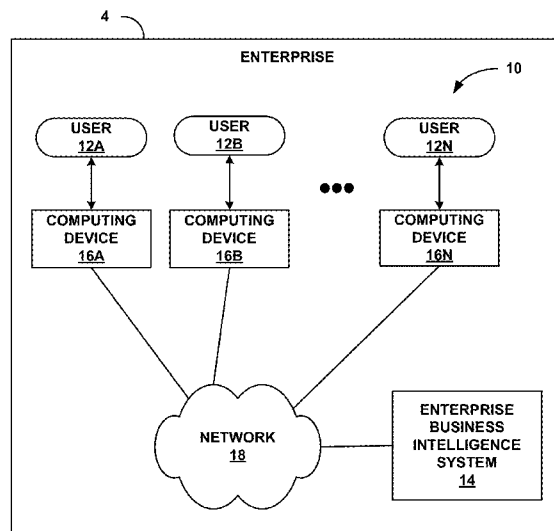 4
ENTERPRISE
10
USER
12A
USER
12B
USER
12N
COMPUTING
DEVICE
16A
COMPUTING
DEVICE
16B
COMPUTING
DEVICE
16N
NETWORK
18
ENTERPRISE
BUSINESS
INTELLIGENCE
SYSTEM
14